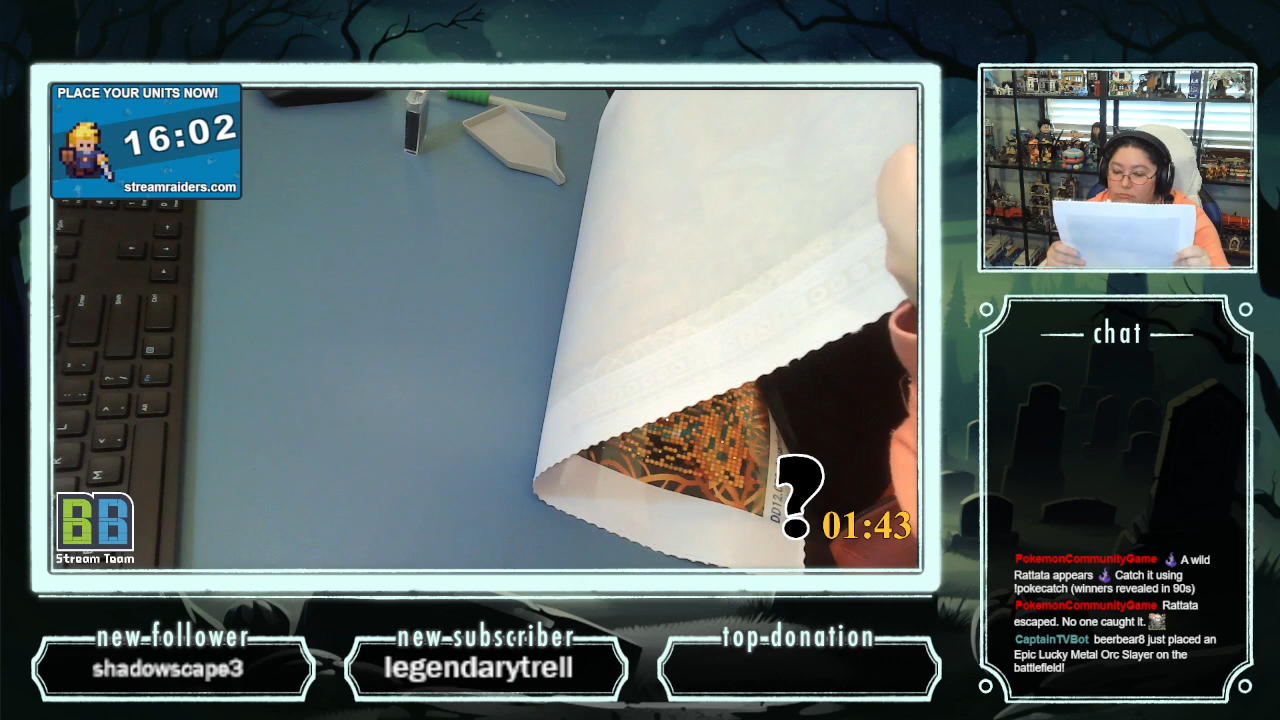 PLACE YOUR UNITS NOW!
16:02
streamraiders.com
BB
Stream Team
?
01:43
new follower
shadowscape3
new subscriber
legendarytrell
top donation
chat
PokemonCommunityGame A wild
Rattata appears Catch it using
!pokecatch (winners revealed in 90s)
PokemonCommunityGame Rattata
escaped. No one caught it.
CaptainTVBot beerbear8 just placed an
Epic Lucky Metal Orc Slayer on the
battlefield!